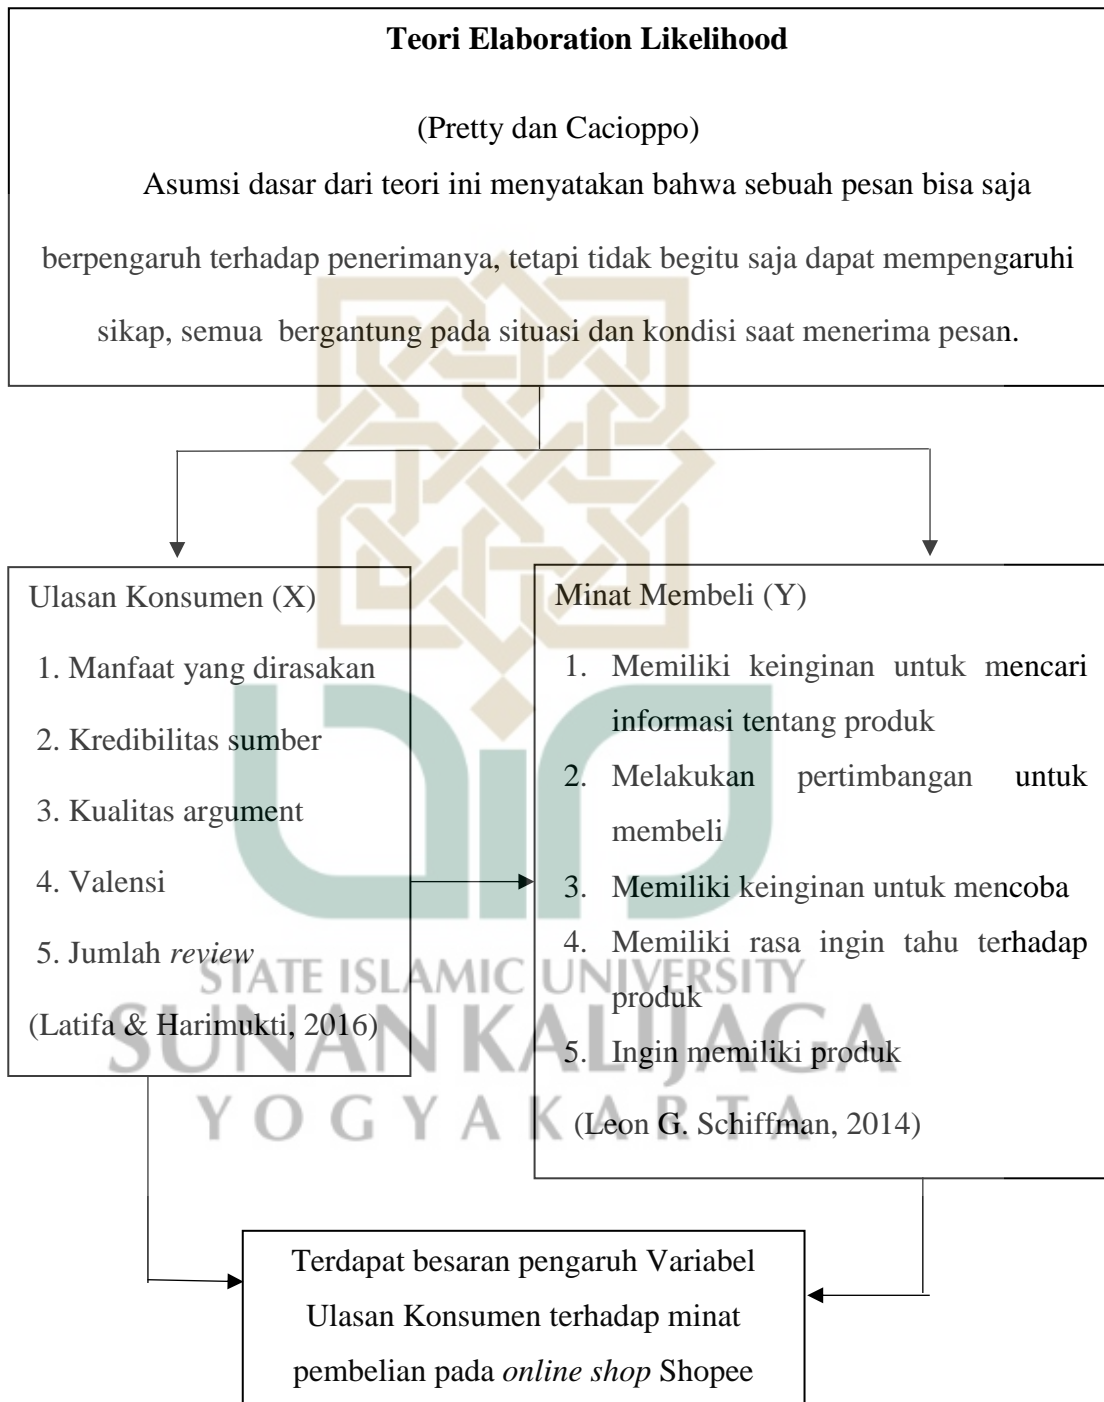 Teori Elaboration Likelihood
(Pretty dan Cacioppo)
Asumsi dasar dari teori ini menyatakan bahwa sebuah pesan bisa saja
berpengaruh terhadap penerimanya, tetapi tidak begitu saja dapat mempengaruhi
sikap, semua bergantung pada situasi dan kondisi saat menerima pesan.
Ulasan Konsumen (X)
1. Manfaat yang dirasakan
2. Kredibilitas sumber
3. Kualitas argument
4. Valensi
5. Jumlah review
(Latifa & Harimukti, 2016)
Minat Membeli (Y)
1. Memiliki keinginan untuk mencari
informasi tentang produk
2. Melakukan pertimbangan untuk
membeli
3. Memiliki keinginan untuk mencoba
4. Memiliki rasa ingin tahu terhadap
produk
5. Ingin memiliki produk
(Leon G. Schiffman, 2014)
STATE ISLAMIC UNIVERSITY
SUNAN KALIJAGA
YOGYAKARTA
Terdapat besaran pengaruh Variabel
Ulasan Konsumen terhadap minat
pembelian pada online shop Shopee